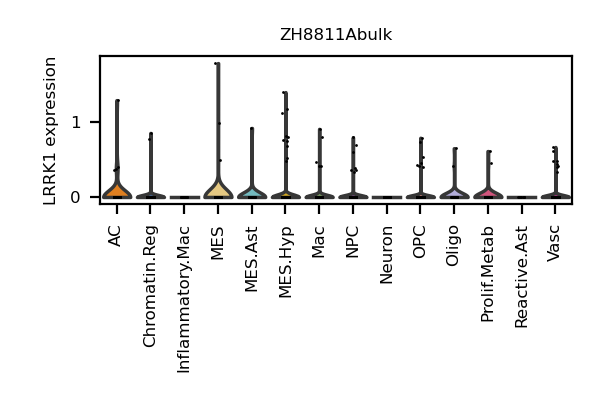 ZH8811Abulk
LRRK1 expression
1
0
AC
Chromatin.Reg
Inflammatory.Mac
MES
MES.Ast
MES.Hyp
Mac
NPC
Neuron
OPC
Oligo
Prolif.Metab
Reactive.Ast
Vasc